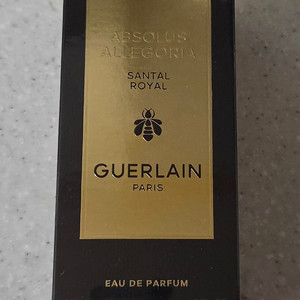 ABSOLUS
ALLEGORIA
SANTAL
ROYAL
GUERLAIN
PARIS
EAU DE PARFUM